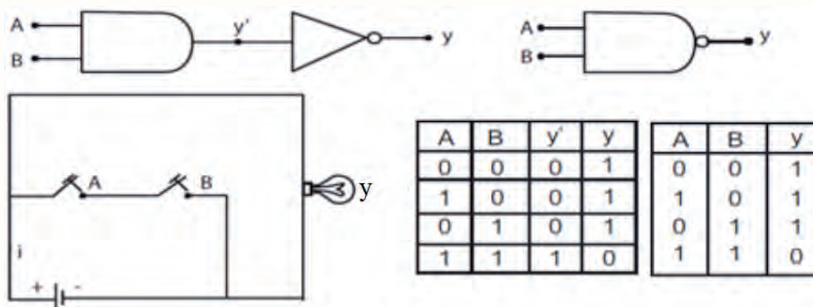 A y' y
B
A y
B
A B y
i
+ -
A B y' y
0 0 0 1
1 0 0 1
0 1 0 1
1 1 1 0
A B y
0 0 1
1 0 1
0 1 1
1 1 0